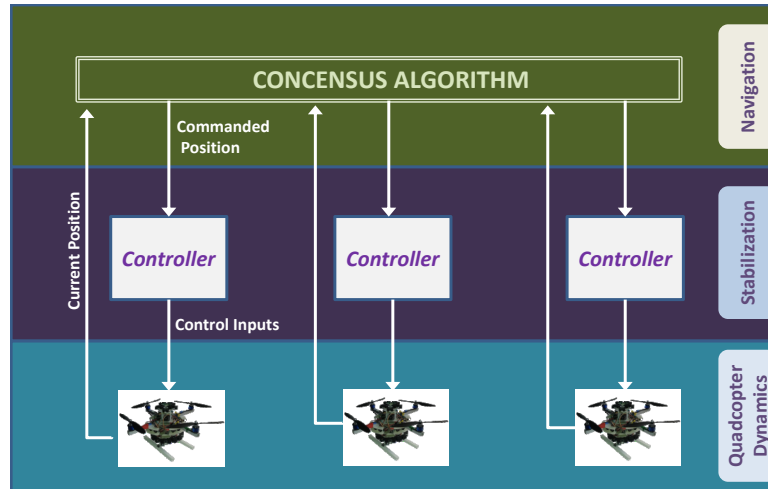 CONCENSUS ALGORITHM
Navigation
Commanded
Position
Current Position
Controller
Controller
Controller
Stabilization
Control Inputs
Quadcopter
Dynamics